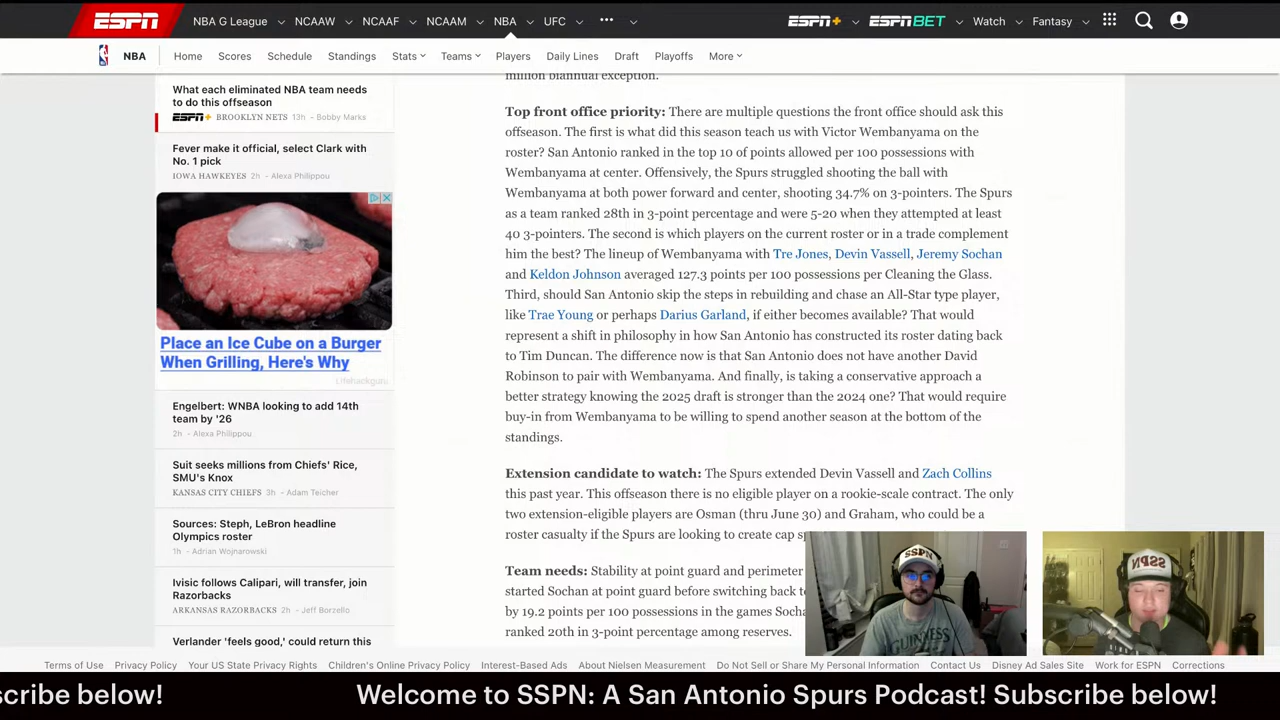 ESPN
NBA G League
NCAAW
NCAAF
NCAAM
NBA
UFC
•••
ESPN+
ESPN BET
Watch
Fantasy
NBA
Home
Scores
Schedule
Standings
Stats
Teams
Players
Daily Lines
Draft
Playoffs
More
What each eliminated NBA team needs
to do this offseason
ESPN+ BROOKLYN NETS 13h - Bobby Marks
Fever make it official, select Clark with
No. 1 pick
IOWA HAWKEYES 2h - Alexa Philippou
Place an Ice Cube on a Burger
When Grilling, Here's Why
Lifehackguru
Engelbert: WNBA looking to add 14th
team by '26
2h - Alexa Philippou
Suit seeks millions from Chiefs' Rice,
SMU's Knox
KANSAS CITY CHIEFS 3h - Adam Teicher
Sources: Steph, LeBron headline
Olympics roster
1h - Adrian Wojnarowski
Ivisic follows Calipari, will transfer, join
Razorbacks
ARKANSAS RAZORBACKS 2h - Jeff Borzello
Verlander 'feels good,' could return this
million biannual exception.
Top front office priority: There are multiple questions the front office should ask this
offseason. The first is what did this season teach us with Victor Wembanyama on the
roster? San Antonio ranked in the top 10 of points allowed per 100 possessions with
Wembanyama at center. Offensively, the Spurs struggled shooting the ball with
Wembanyama at both power forward and center, shooting 34.7% on 3-pointers. The Spurs
as a team ranked 28th in 3-point percentage and were 5-20 when they attempted at least
40 3-pointers. The second is which players on the current roster or in a trade complement
him the best? The lineup of Wembanyama with Tre Jones, Devin Vassell, Jeremy Sochan
and Keldon Johnson averaged 127.3 points per 100 possessions per Cleaning the Glass.
Third, should San Antonio skip the steps in rebuilding and chase an All-Star type player,
like Trae Young or perhaps Darius Garland, if either becomes available? That would
represent a shift in philosophy in how San Antonio has constructed its roster dating back
to Tim Duncan. The difference now is that San Antonio does not have another David
Robinson to pair with Wembanyama. And finally, is taking a conservative approach a
better strategy knowing the 2025 draft is stronger than the 2024 one? That would require
buy-in from Wembanyama to be willing to spend another season at the bottom of the
standings.
Extension candidate to watch: The Spurs extended Devin Vassell and Zach Collins
this past year. This offseason there is no eligible player on a rookie-scale contract. The only
two extension-eligible players are Osman (thru June 30) and Graham, who could be a
roster casualty if the Spurs are looking to create cap
Team needs: Stability at point guard and perimeter
started Sochan at point guard before switching back
by 19.2 points per 100 possessions in the games
ranked 20th in 3-point percentage among reserves.
SSPN
GUINNESS
SSPN
Terms of Use
Privacy Policy
Your US State Privacy Rights
Children's Online Privacy Policy
Interest-Based Ads
About Nielsen Measurement
Do Not Sell or Share My Personal Information
Contact Us
Disney Ad Sales Site
Work for ESPN
Corrections
scribe below!
Welcome to SSPN: A San Antonio Spurs Podcast! Subscribe below!